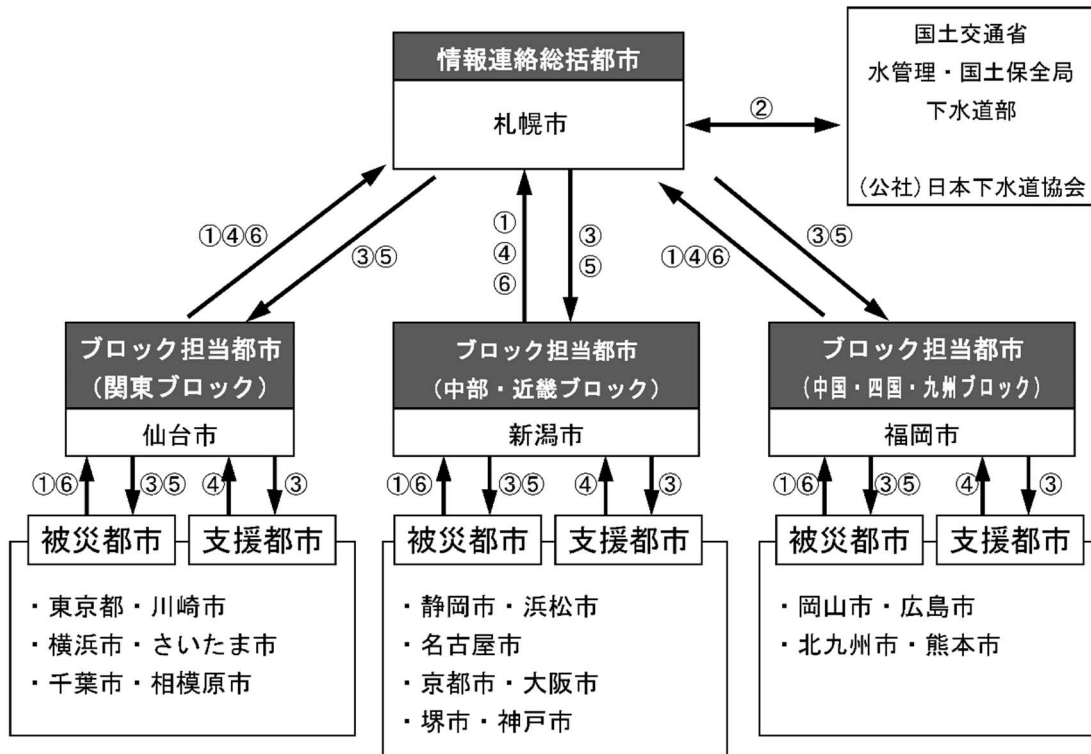 情報連絡総括都市
札幌市
②
国土交通省
水管理・国土保全局
下水道部
(公社)日本下水道協会
①④⑥
③⑤
①
④
⑥
③
⑤
①④⑥
③⑤
ブロック担当都市
(関東ブロック)
仙台市
①⑥
③⑤
④
③
被災都市
支援都市
・東京都・川崎市
・横浜市・さいたま市
・千葉市・相模原市
ブロック担当都市
(中部・近畿ブロック)
新潟市
①⑥
③⑤
④
③
被災都市
支援都市
・静岡市・浜松市
・名古屋市
・京都市・大阪市
・堺市・神戸市
ブロック担当都市
(中国・四国・九州ブロック)
福岡市
①⑥
③⑤
④
③
被災都市
支援都市
・岡山市・広島市
・北九州市・熊本市